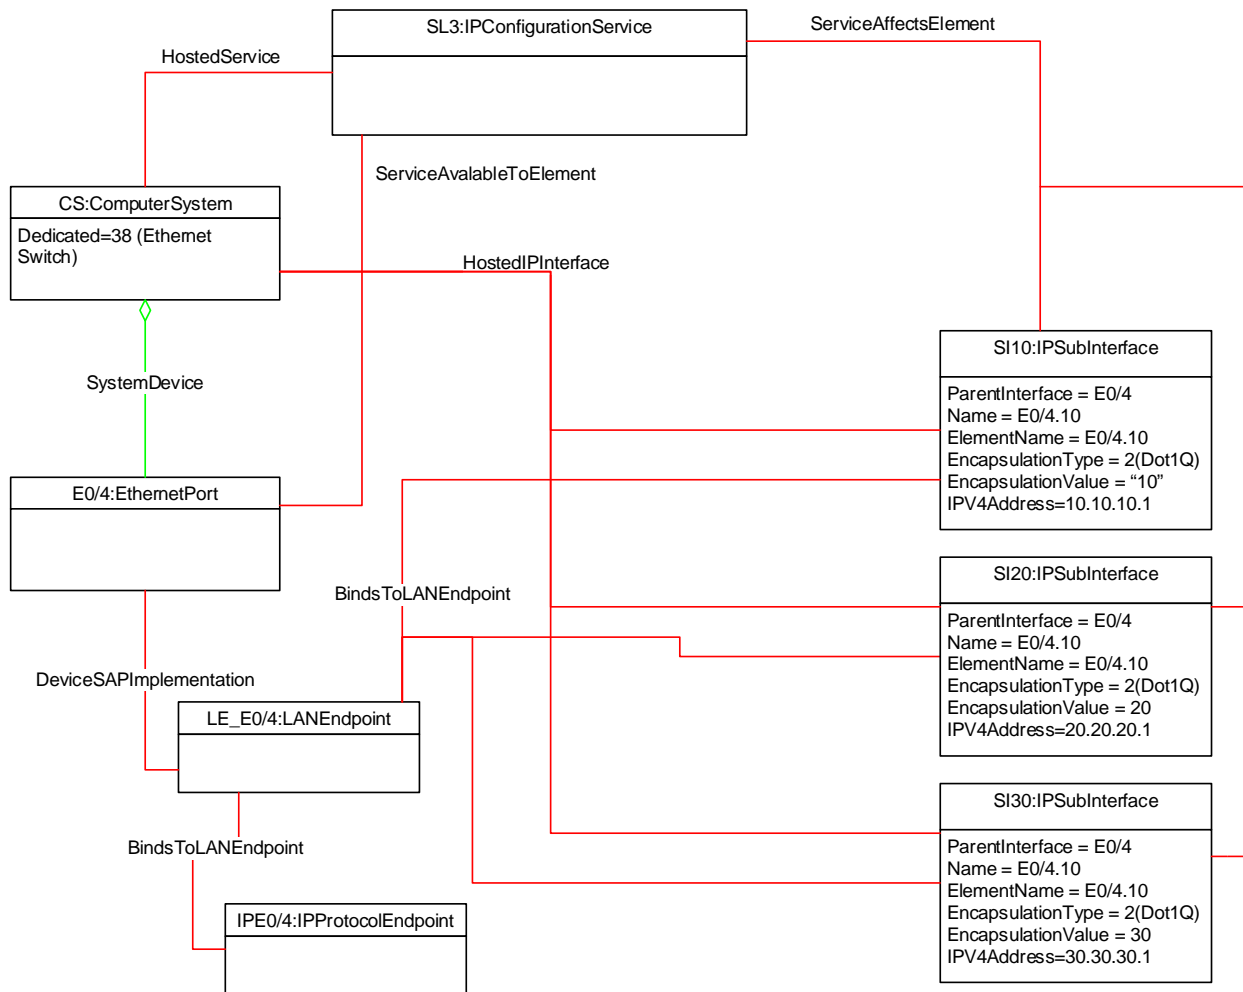 SL3:IPConfigurationService
ServiceAffectsElement
HostedService
ServiceAvalableToElement
CS:ComputerSystem
Dedicated=38 (Ethernet
Switch)
HostedIPInterface
SystemDevice
SI10:IPSubInterface
ParentInterface = E0/4
Name = E0/4.10
ElementName = E0/4.10
EncapsulationType = 2(Dot1Q)
EncapsulationValue = “10”
IPV4Address=10.10.10.1
E0/4:EthernetPort
BindsToLANEndpoint
SI20:IPSubInterface
ParentInterface = E0/4
Name = E0/4.10
ElementName = E0/4.10
EncapsulationType = 2(Dot1Q)
EncapsulationValue = 20
IPV4Address=20.20.20.1
DeviceSAPImplementation
LE_E0/4:LANEndpoint
SI30:IPSubInterface
ParentInterface = E0/4
Name = E0/4.10
ElementName = E0/4.10
EncapsulationType = 2(Dot1Q)
EncapsulationValue = 30
IPV4Address=30.30.30.1
BindsToLANEndpoint
IPE0/4:IPProtocolEndpoint